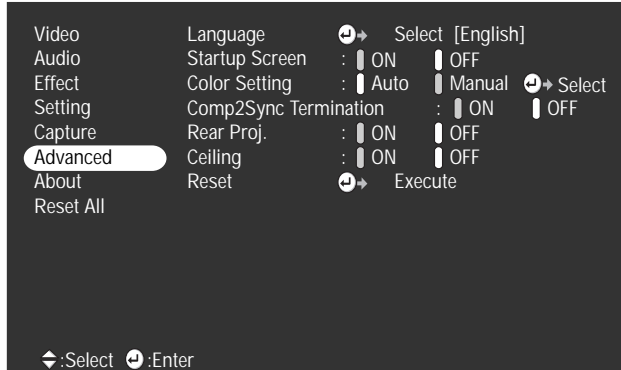 Video
Audio
Effect
Setting
Capture
Advanced
About
Reset All
Language Select [English]
Startup Screen : ON OFF
Color Setting : Auto Manual Select
Comp2Sync Termination : ON OFF
Rear Proj. : ON OFF
Ceiling : ON OFF
Reset Execute
:Select :Enter